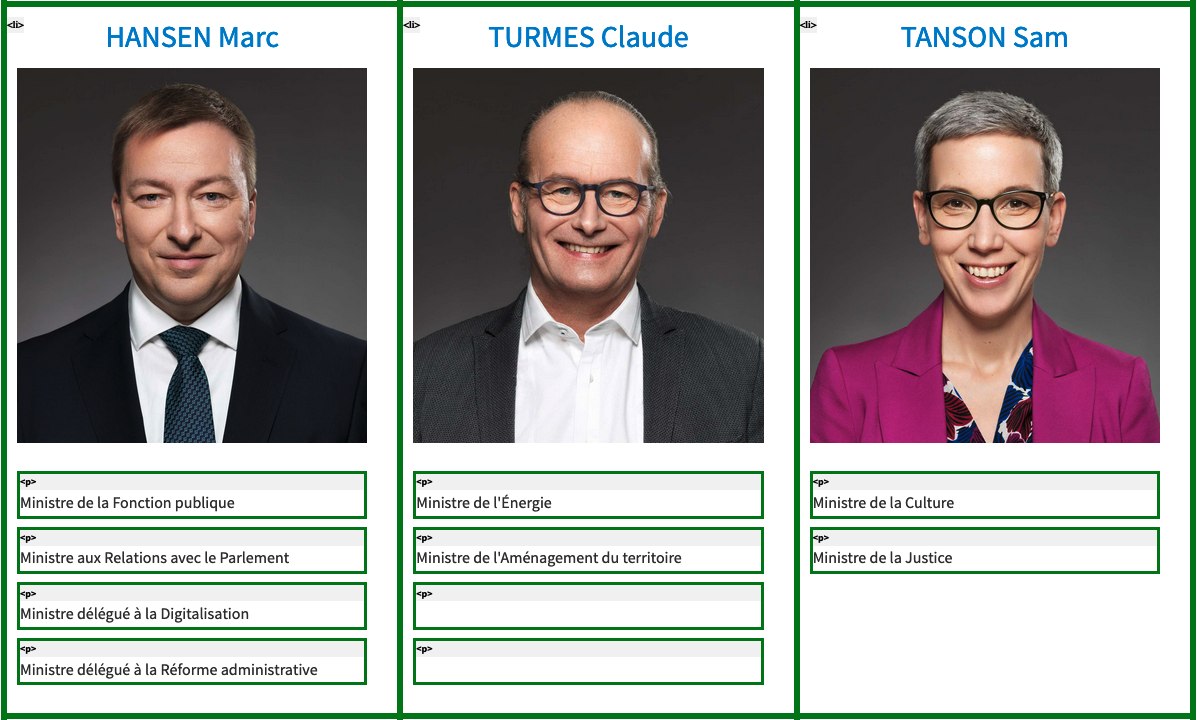 <li>
HANSEN Marc
<p>
Ministre de la Fonction publique
<p>
Ministre aux Relations avec le Parlement
<p>
Ministre délégué à la Digitalisation
<p>
Ministre délégué à la Réforme administrative
<li>
TURMES Claude
<p>
Ministre de l'Énergie
<p>
Ministre de l'Aménagement du territoire
<p>
<p>
<li>
TANSON Sam
<p>
Ministre de la Culture
<p>
Ministre de la Justice